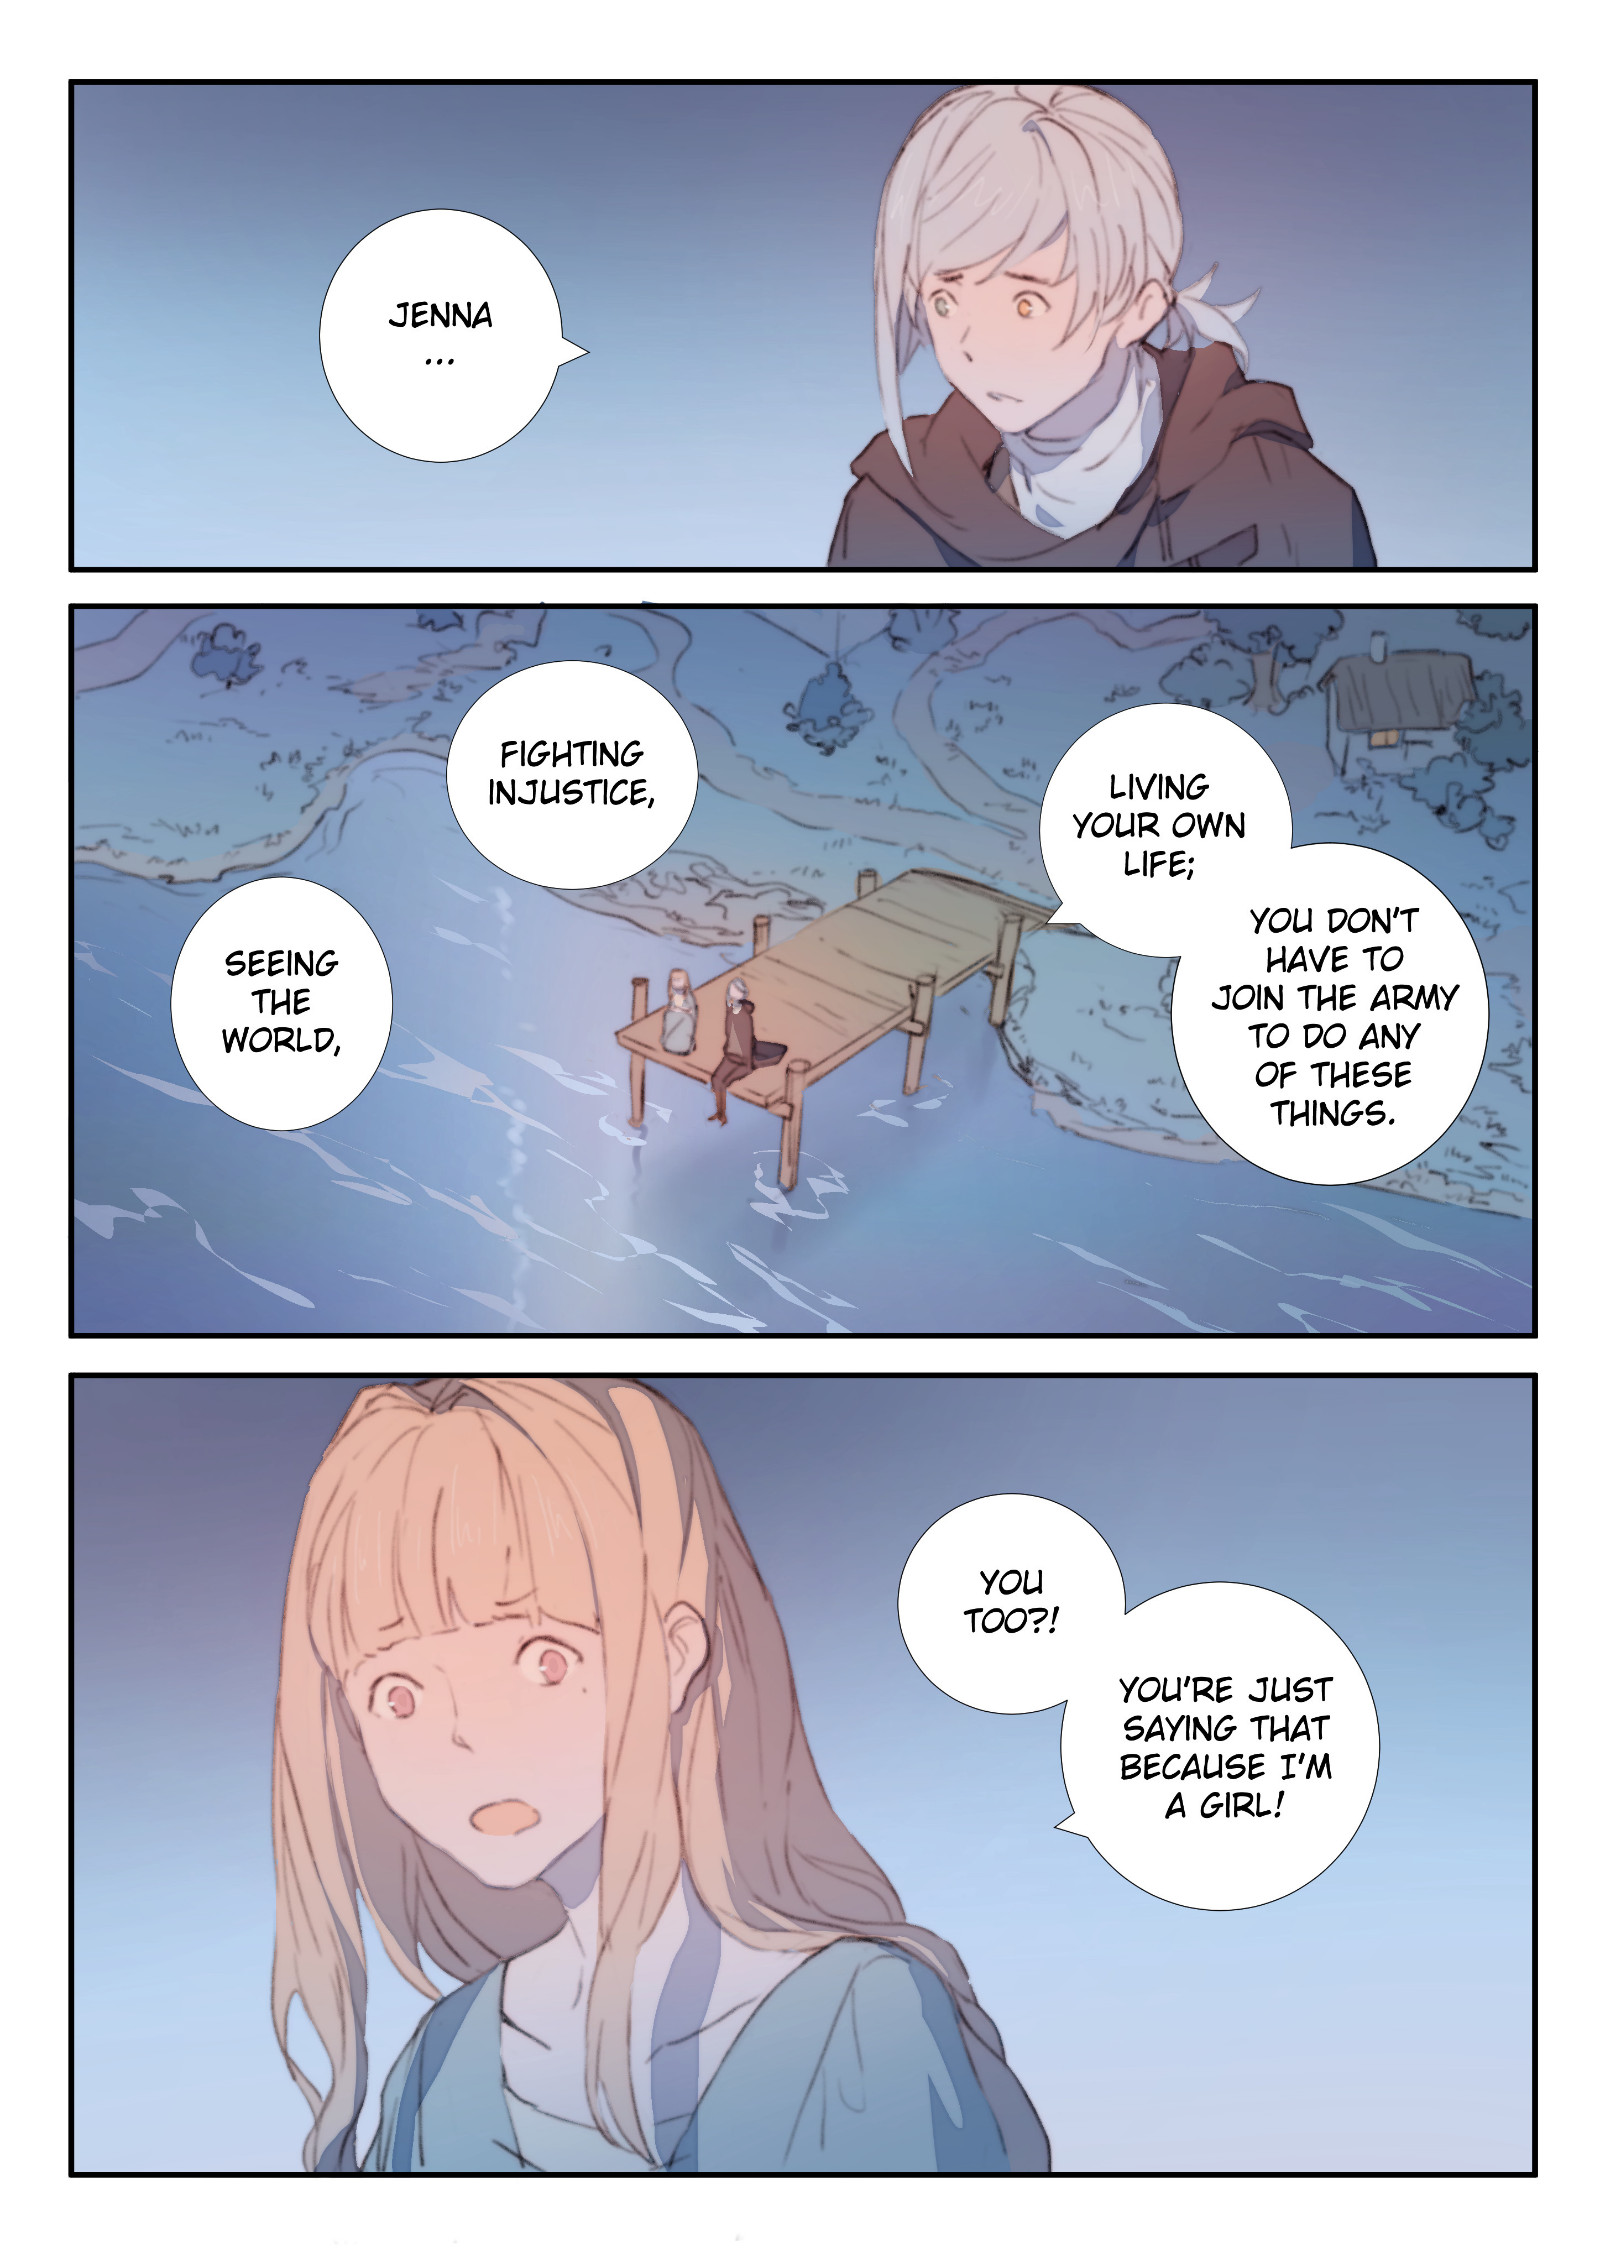 JENNA
...
SEEING
THE
WORLD,
FIGHTING
INJUSTICE,
LIVING
YOUR OWN
LIFE;
YOU DON'T
HAVE TO
JOIN THE ARMY
TO DO ANY
OF THESE
THINGS.
YOU
TOO?!
YOU'RE JUST
SAYING THAT
BECAUSE I'M
A GIRL!